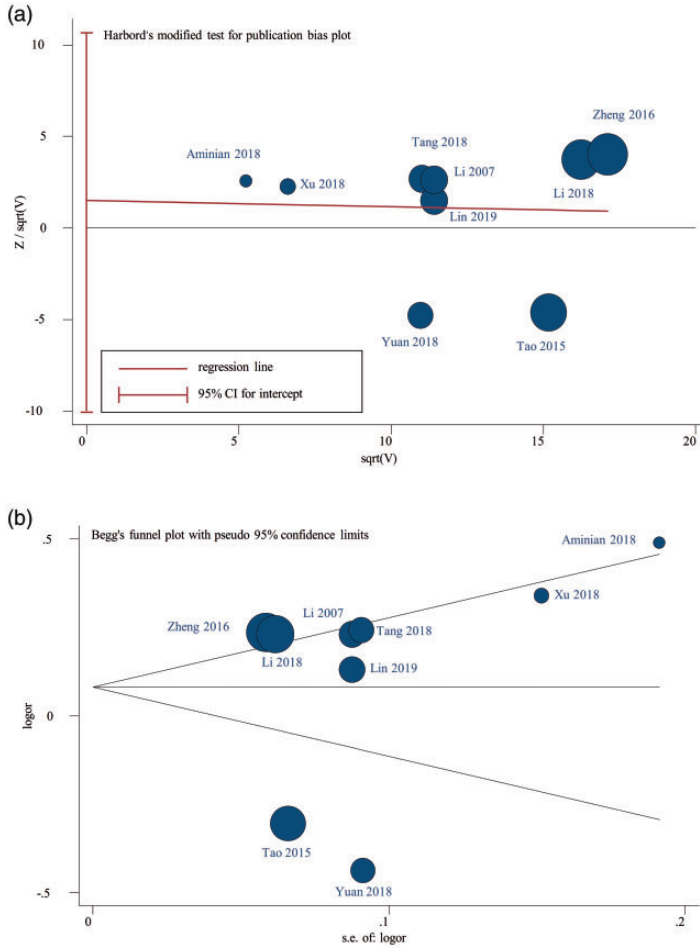 (a)
Harbord's modified test for publication bias plot
10
5
0
-5
-10
Z / sqrt(V)
Zheng 2016
Tang 2018
Aminian 2018
Li 2007
Xu 2018
Li 2018
Lin 2019
Yuan 2018
Tao 2015
regression line
95% CI for intercept
0
5
10
15
20
sqrt(V)
(b)
Begg's funnel plot with pseudo 95% confidence limits
.5
0
-.5
logor
Aminian 2018
Xu 2018
Li 2007
Zheng 2016
Tang 2018
Li 2018
Lin 2019
Tao 2015
Yuan 2018
0
.1
.2
s.e. of: logor